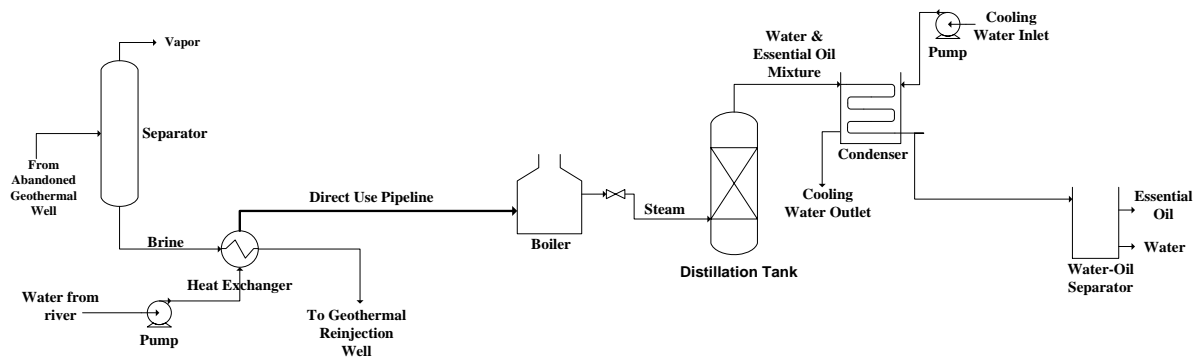 Vapor
Separator
From
Abandoned
Geothermal
Well
Brine
Heat Exchanger
Water from
river
Pump
To Geothermal
Reinjection
Well
Direct Use Pipeline
Boiler
Steam
Distillation Tank
Water &
Essential Oil
Mixture
Condenser
Cooling
Water Outlet
Cooling
Water Inlet
Pump
Essential
Oil
Water
Water-Oil
Separator